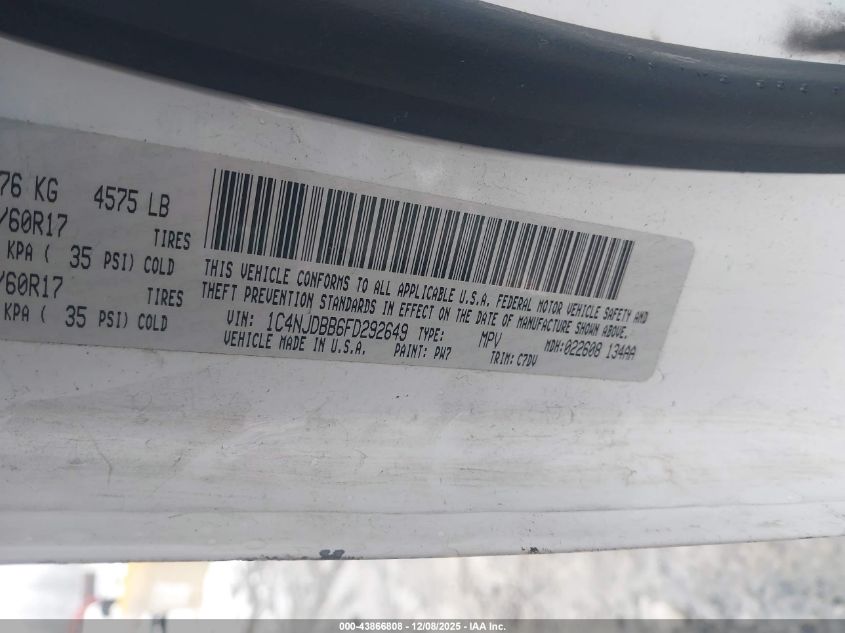 76 KG 4575 LB
/60R17 TIRES
KPA ( 35 PSI) COLD
/60R17 TIRES
KPA ( 35 PSI) COLD
THIS VEHICLE CONFORMS TO ALL APPLICABLE U.S.A. FEDERAL MOTOR VEHICLE SAFETY AND
THEFT PREVENTION STANDARDS IN EFFECT ON THE DATE OF MANUFACTURE SHOWN ABOVE.
VIN: 1C4NJDBB6FD292649 TYPE: MPV MDH:022608 134AA
VEHICLE MADE IN U.S.A. PAINT: PW7 TRIM: C7DV
000-43866808 - 12/08/2025 - IAA Inc.